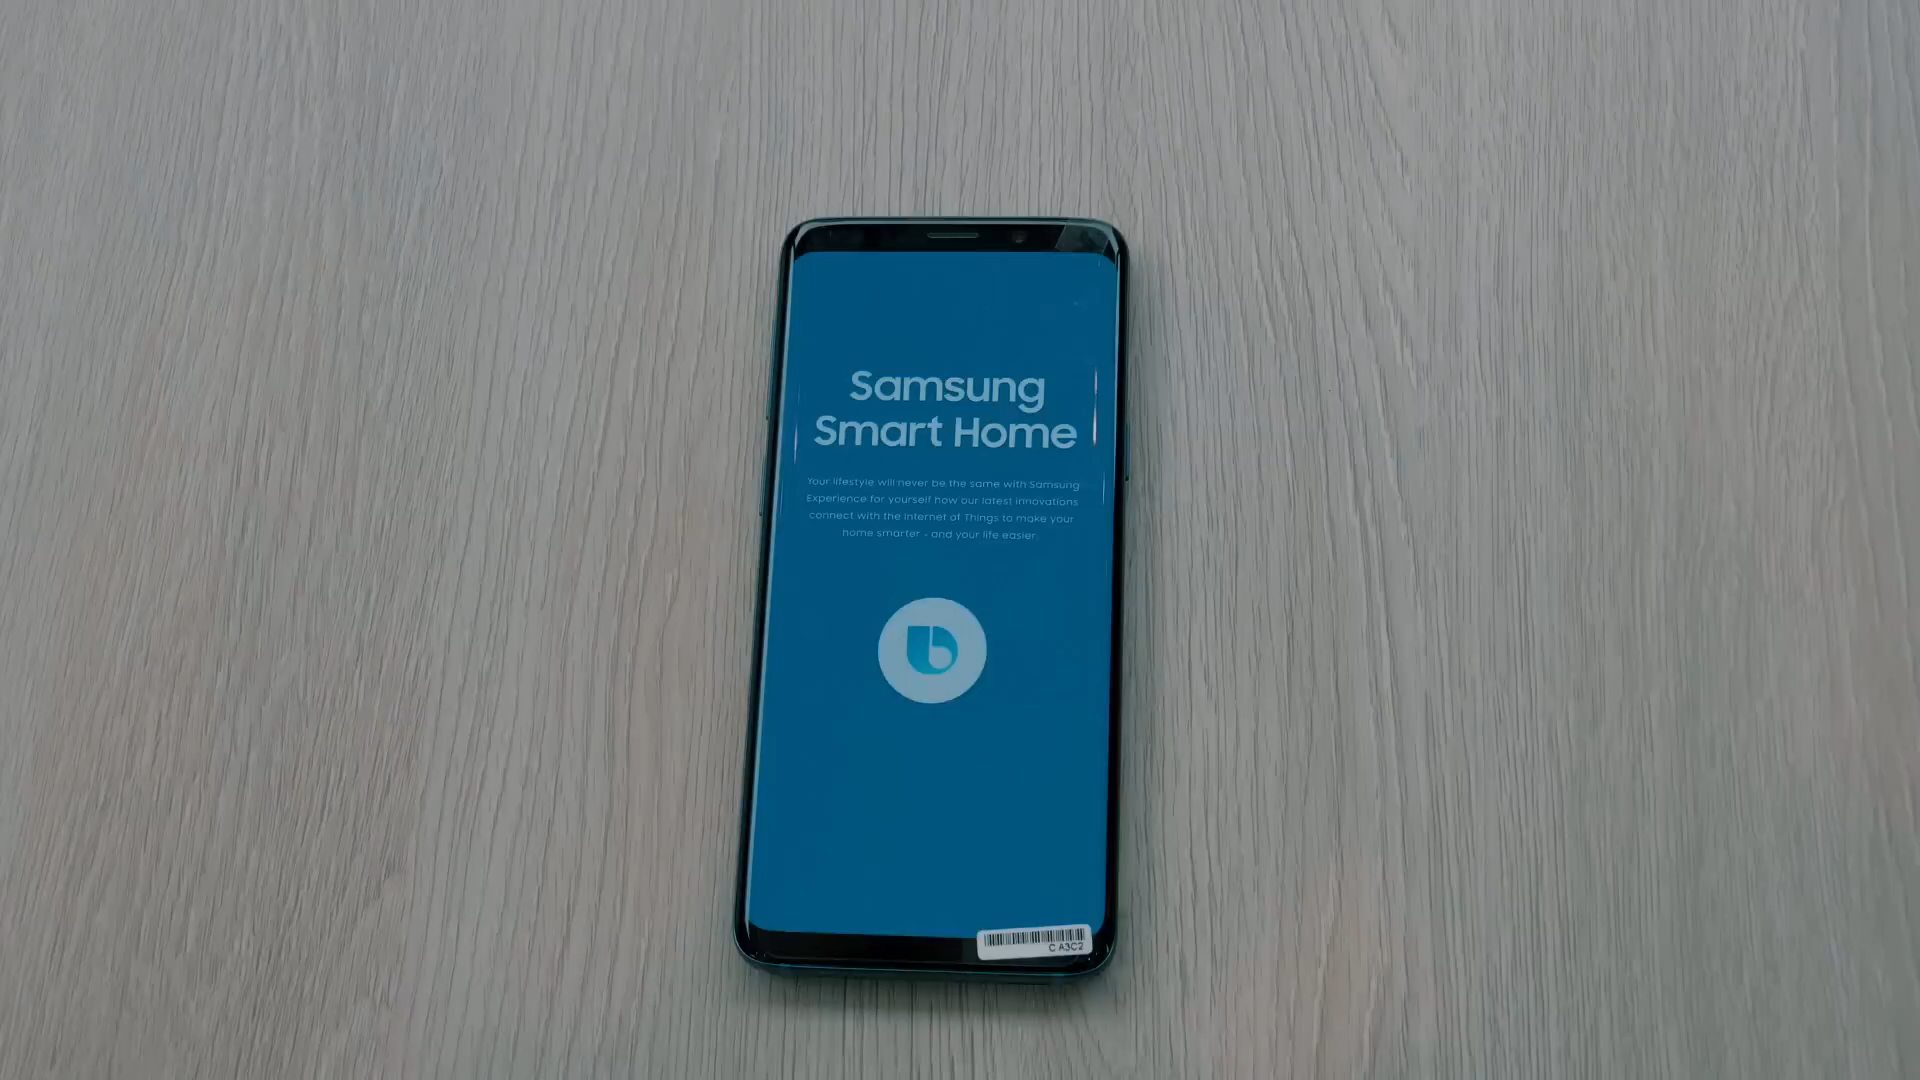 Samsung
Smart Home
Your lifestyle will never be the same with Samsung
Experience for yourself how our latest innovations
connect with the Internet of Things to make your
home smarter - and your life easier.
b
C A3C2